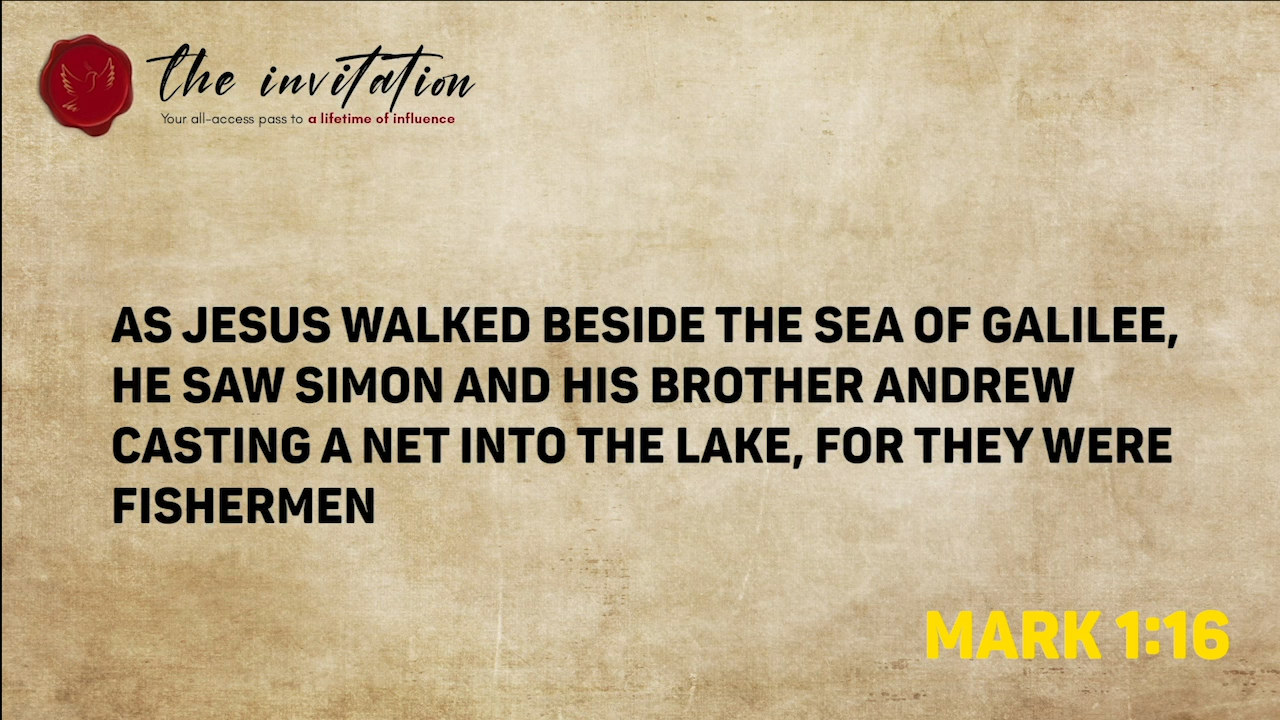 the invitation
Your all-access pass to a lifetime of influence
AS JESUS WALKED BESIDE THE SEA OF GALILEE,
HE SAW SIMON AND HIS BROTHER ANDREW
CASTING A NET INTO THE LAKE, FOR THEY WERE
FISHERMEN
MARK 1:16